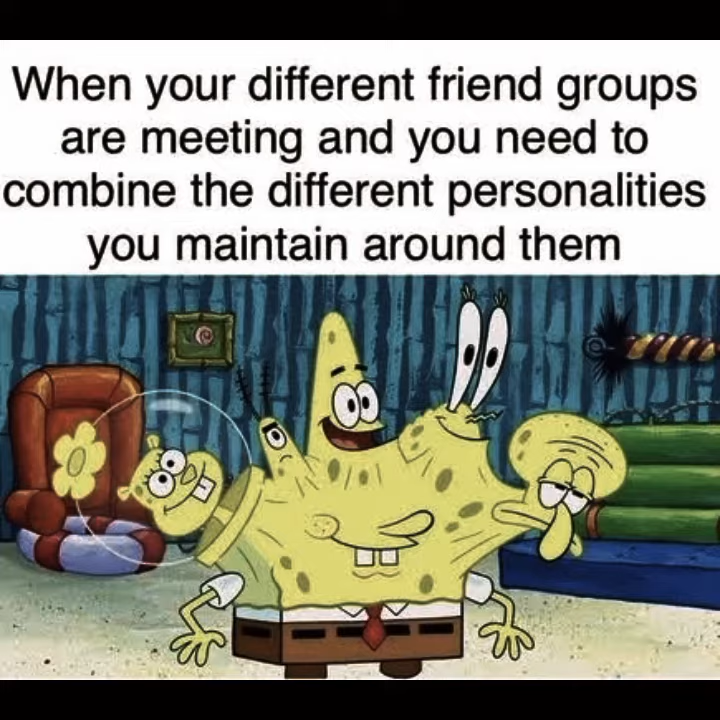 When your different friend groups
are meeting and you need to
combine the different personalities
you maintain around them